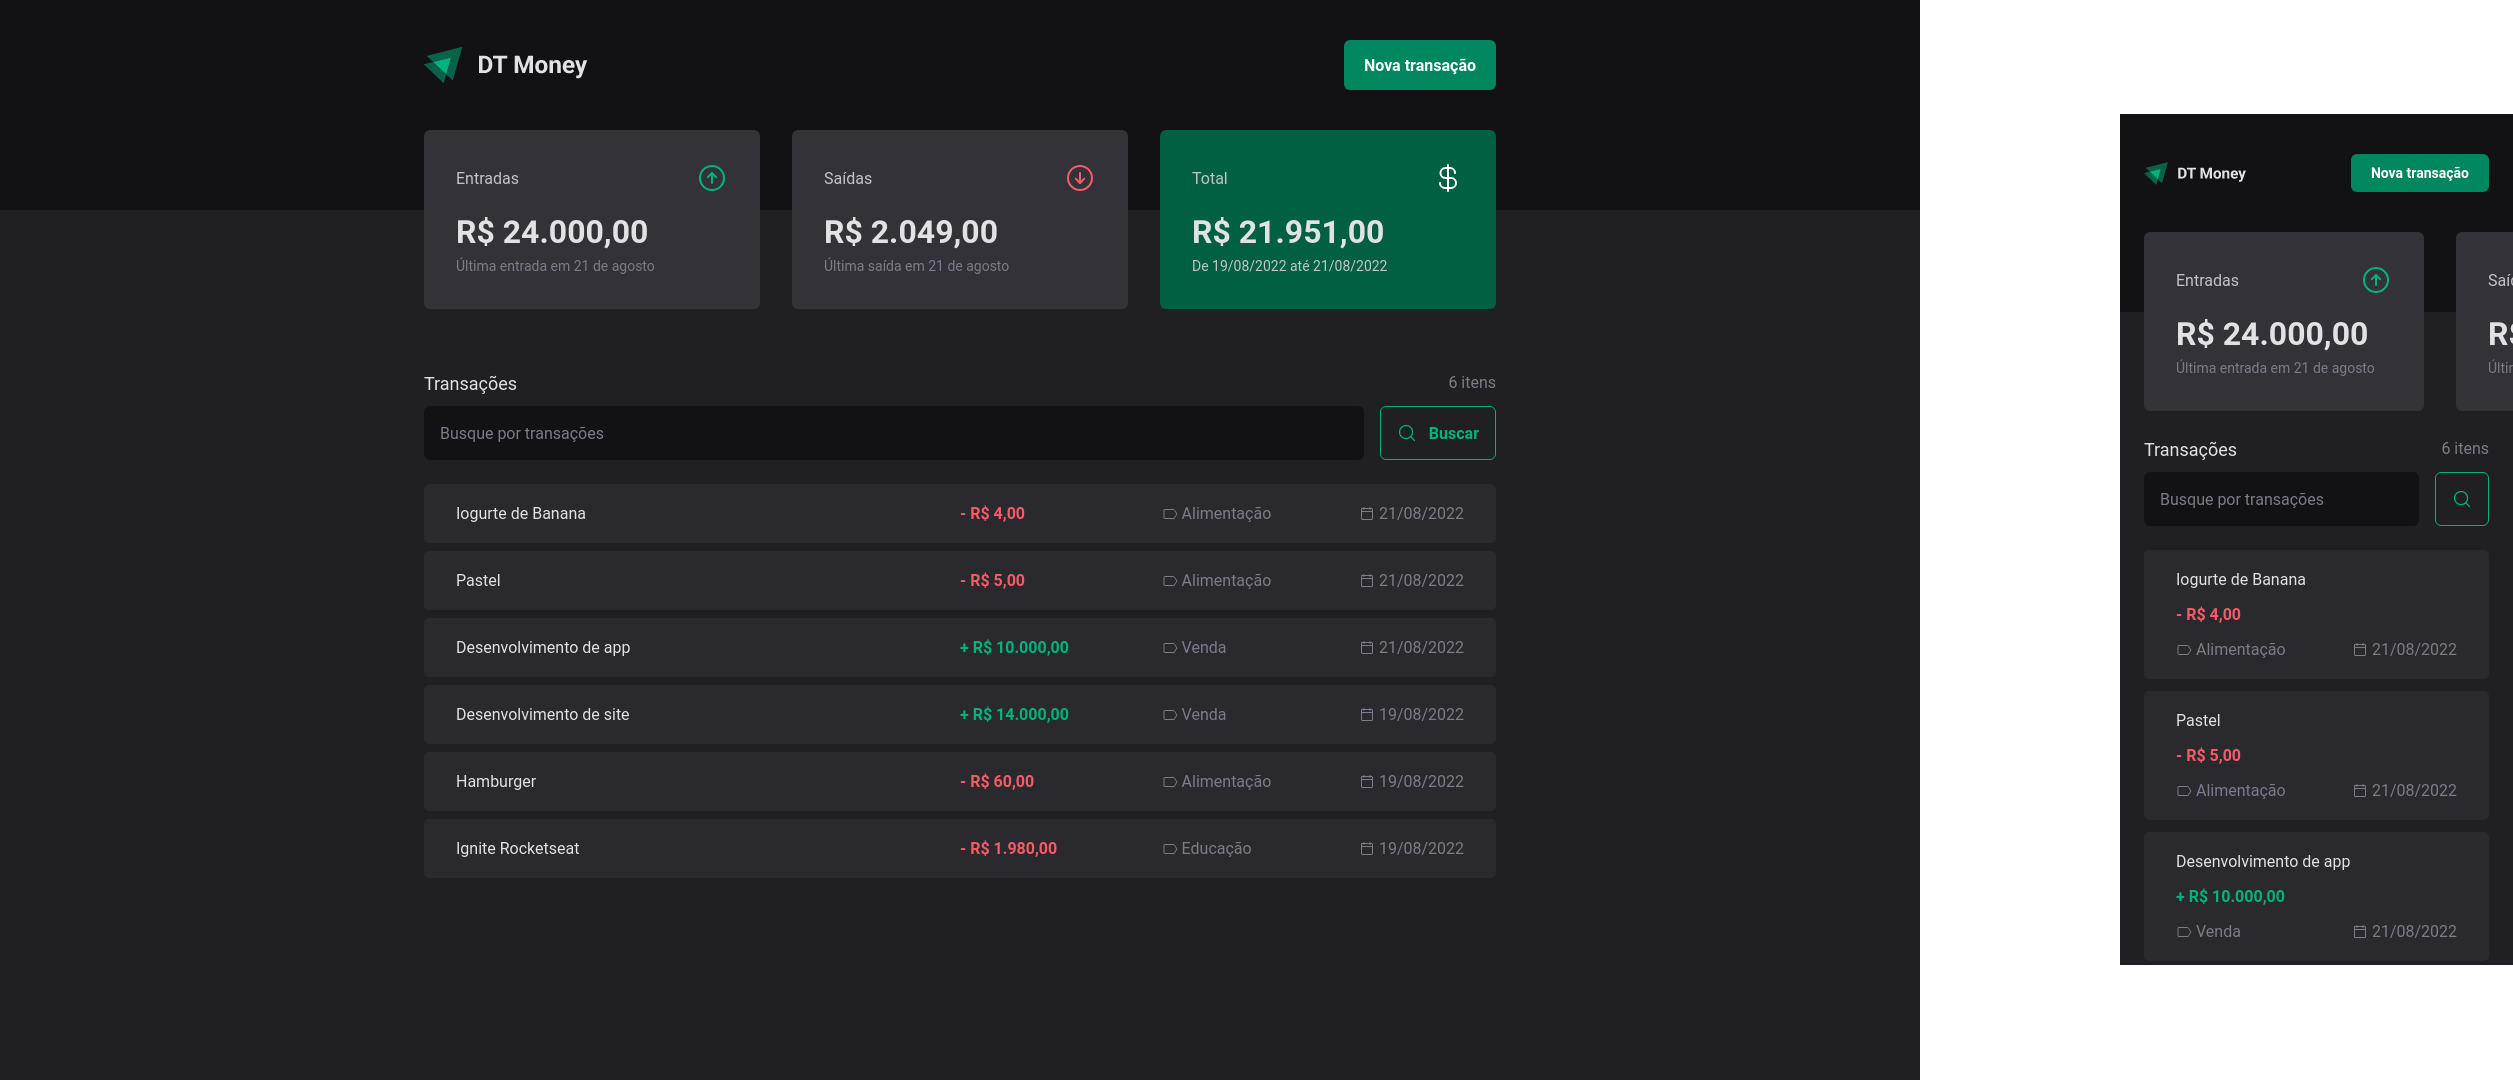 DT Money
Nova transação
Entradas
R$ 24.000,00
Última entrada em 21 de agosto
Saídas
R$ 2.049,00
Última saída em 21 de agosto
Total
R$ 21.951,00
De 19/08/2022 até 21/08/2022
Transações 6 itens
Busque por transações Buscar
Iogurte de Banana - R$ 4,00 Alimentação 21/08/2022
Pastel - R$ 5,00 Alimentação 21/08/2022
Desenvolvimento de app + R$ 10.000,00 Venda 21/08/2022
Desenvolvimento de site + R$ 14.000,00 Venda 19/08/2022
Hamburger - R$ 60,00 Alimentação 19/08/2022
Ignite Rocketseat - R$ 1.980,00 Educação 19/08/2022
DT Money
Nova transação
Entradas
R$ 24.000,00
Última entrada em 21 de agosto
Transações 6 itens
Busque por transações
Iogurte de Banana
- R$ 4,00
Alimentação 21/08/2022
Pastel
- R$ 5,00
Alimentação 21/08/2022
Desenvolvimento de app
+ R$ 10.000,00
Venda 21/08/2022